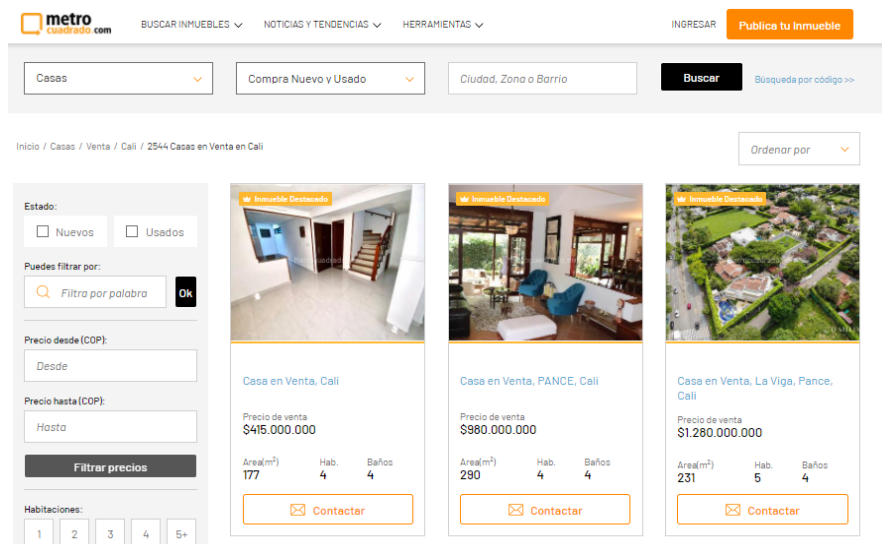 metro
cuadrado.com
BUSCAR INMUEBLES
NOTICIAS Y TENDENCIAS
HERRAMIENTAS
INGRESAR
Publica tu Inmueble
Casas
Compra Nuevo y Usado
Ciudad, Zona o Barrio
Buscar
Búsqueda por código >>
Inicio / Casas / Venta / Cali / 2544 Casas en Venta en Cali
Ordenar por
Estado:
Nuevos
Usados
Puedes filtrar por:
Filtra por palabra
Ok
Precio desde (COP):
Desde
Precio hasta (COP):
Hasta
Filtrar precios
Habitaciones:
1 2 3 4 5+
Inmueble Destacado
Casa en Venta, Cali
Precio de venta
$415.000.000
Area(m²) Hab. Baños
177 4 4
Contactar
Inmueble Destacado
Casa en Venta, PANCE, Cali
Precio de venta
$980.000.000
Area(m²) Hab. Baños
290 4 4
Contactar
Inmueble Destacado
Casa en Venta, La Viga, Pance,
Cali
Precio de venta
$1.280.000.000
Area(m²) Hab. Baños
231 5 4
Contactar